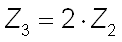 Z₃ = 2 · Z₂